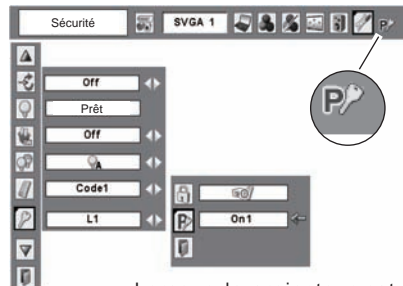 Sécurité
SVGA 1
Off
Prêt
Off
Code1
L1
On1